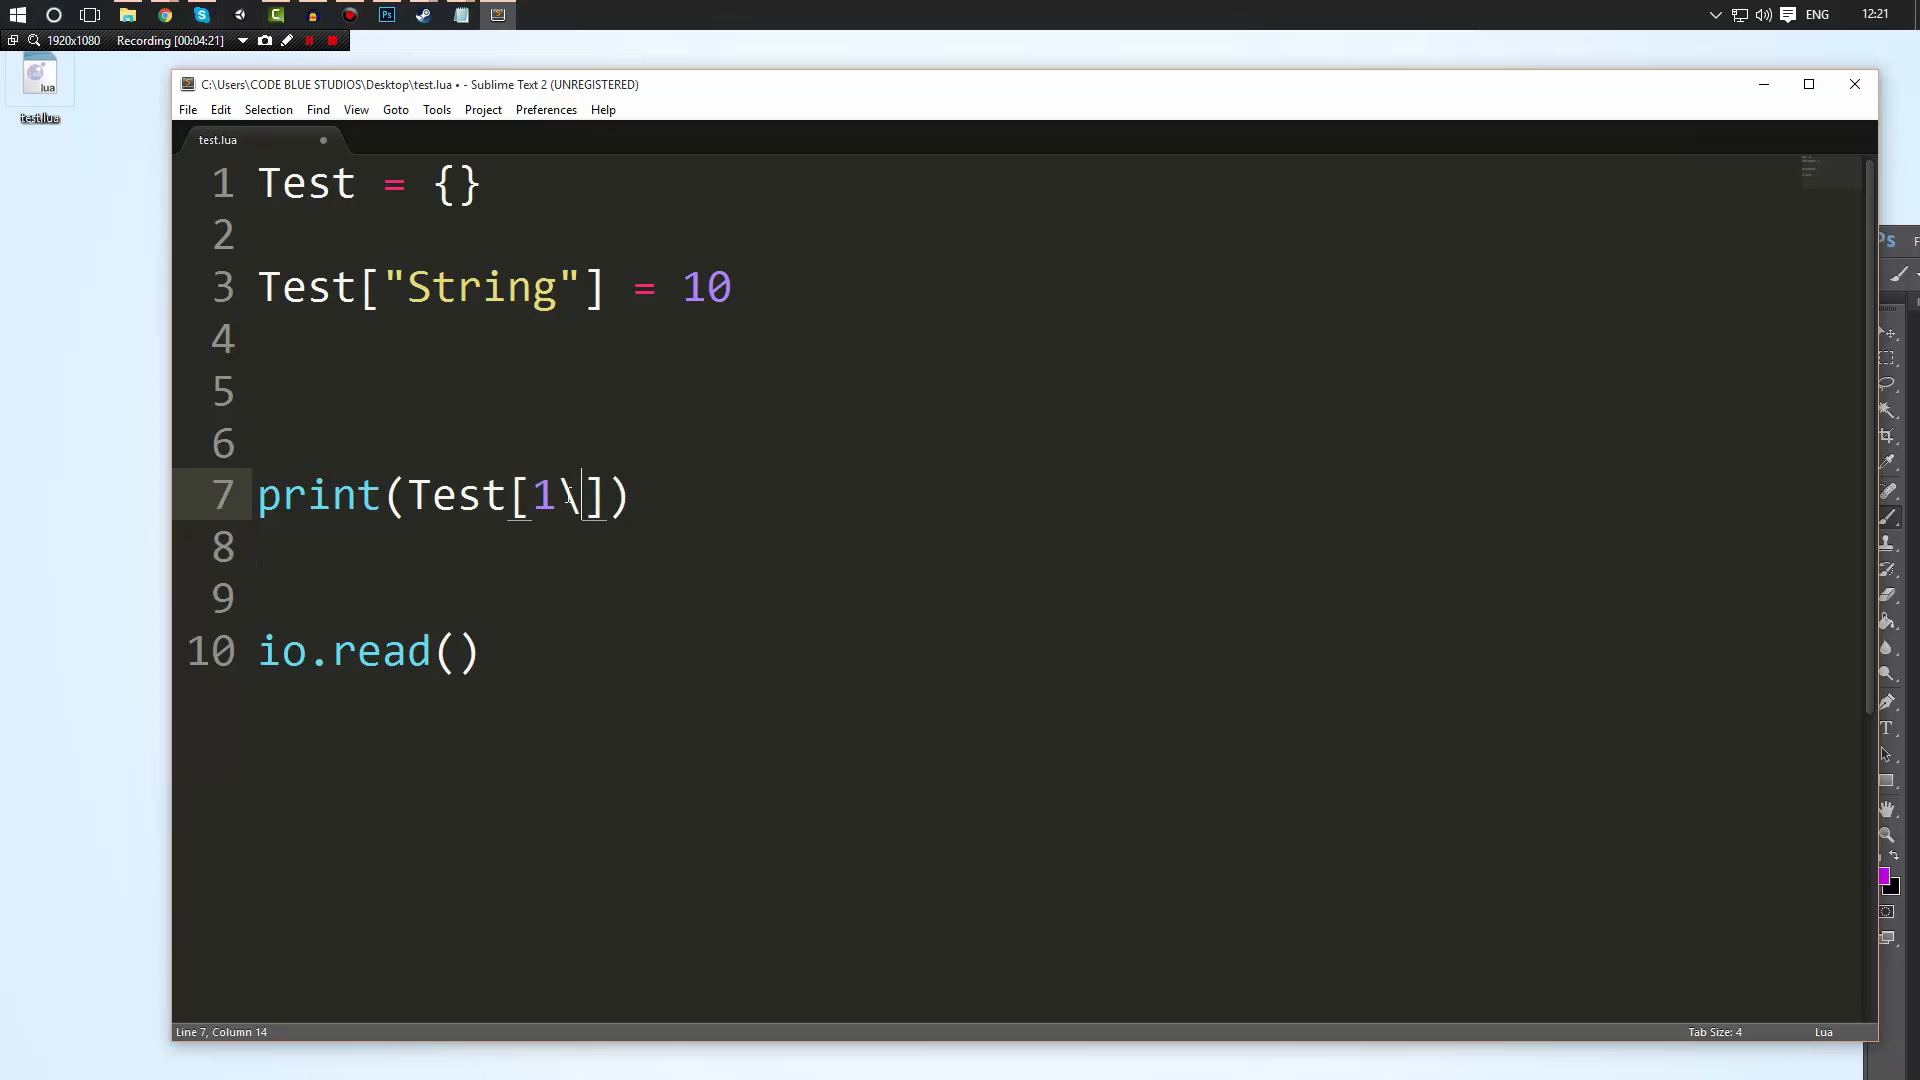 ENG
12:21
1920x1080
Recording [00:04:21]
lua
test.lua
C:\Users\CODE BLUE STUDIOS\Desktop\test.lua • - Sublime Text 2 (UNREGISTERED)
File Edit Selection Find View Goto Tools Project Preferences Help
test.lua
1 Test = {}
2
3 Test["String"] = 10
4
5
6
7 print(Test[1\])
8
9
10 io.read()
Line 7, Column 14
Tab Size: 4
Lua
Ps
F